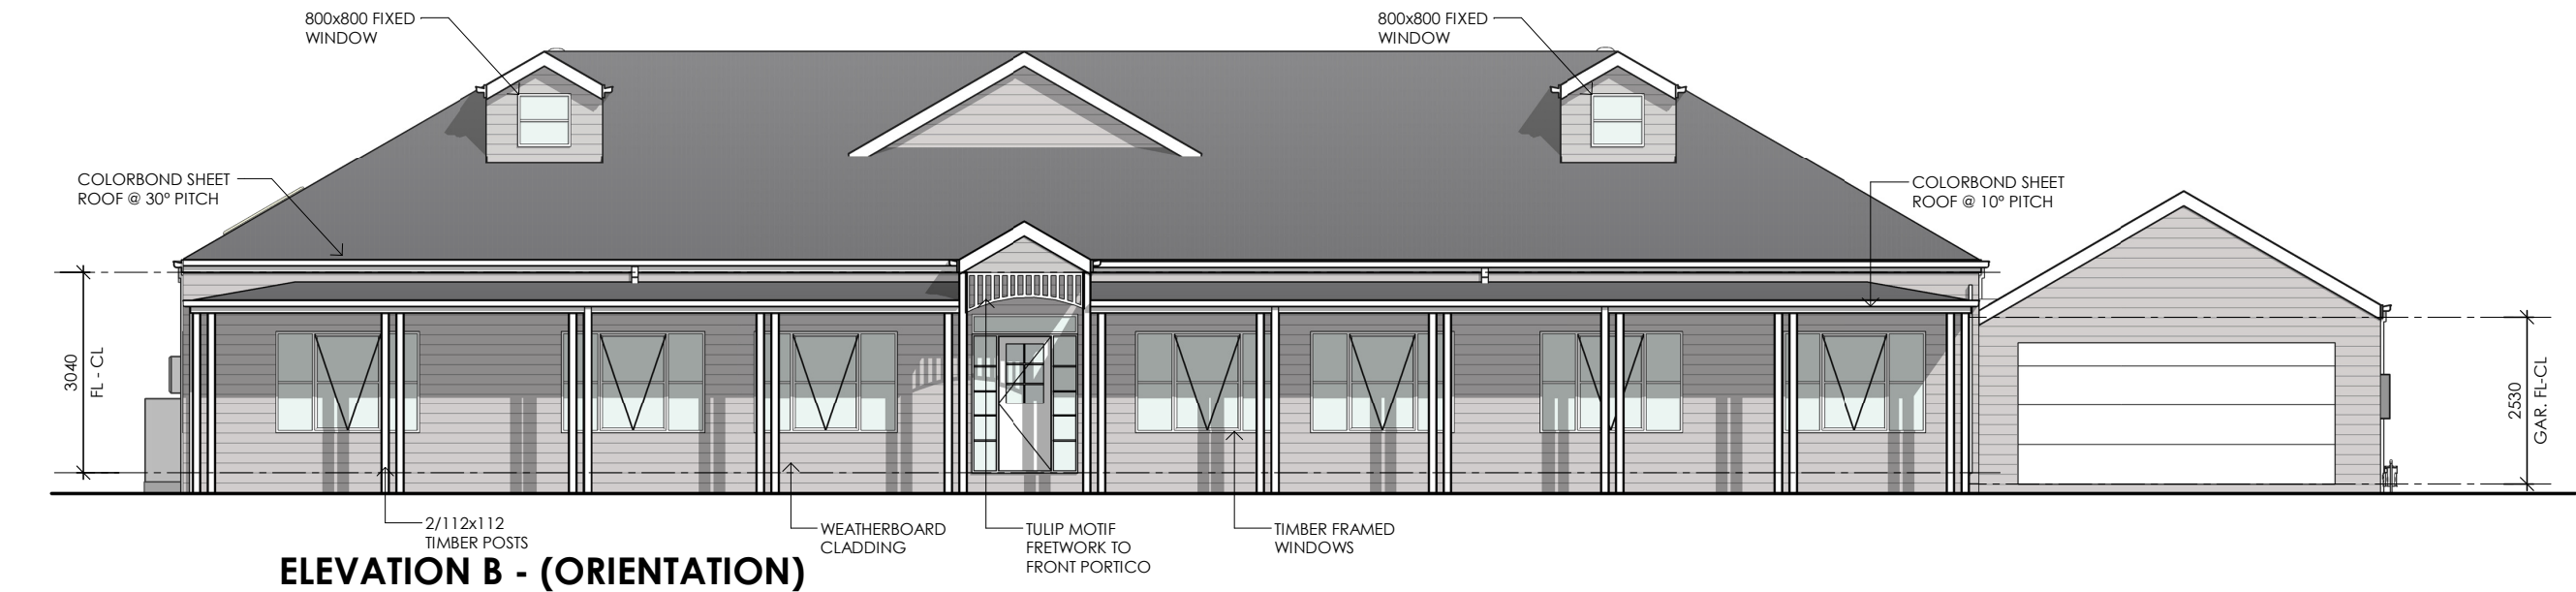 800x800 FIXED
WINDOW
800x800 FIXED
WINDOW
COLORBOND SHEET
ROOF @ 30° PITCH
COLORBOND SHEET
ROOF @ 10° PITCH
3040
FL - CL
2530
GAR. FL-CL
2/112x112
TIMBER POSTS
WEATHERBOARD
CLADDING
TULIP MOTIF
FRETWORK TO
FRONT PORTICO
TIMBER FRAMED
WINDOWS
ELEVATION B - (ORIENTATION)